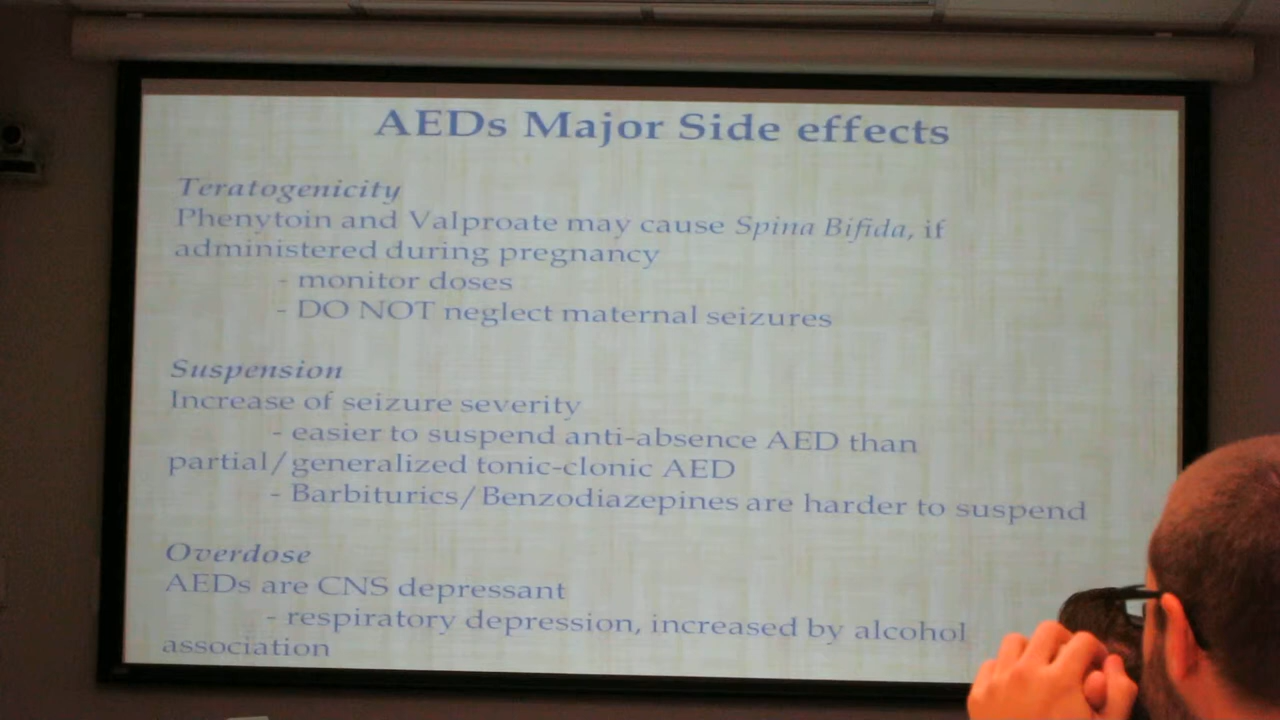 AEDs Major Side effects
Teratogenicity
Phenytoin and Valproate may cause Spina Bifida, if
administered during pregnancy
- monitor doses
- DO NOT neglect maternal seizures
Suspension
Increase of seizure severity
- easier to suspend anti-absence AED than
partial/generalized tonic-clonic AED
- Barbiturics/Benzodiazepines are harder to suspend
Overdose
AEDs are CNS depressant
- respiratory depression, increased by alcohol
association